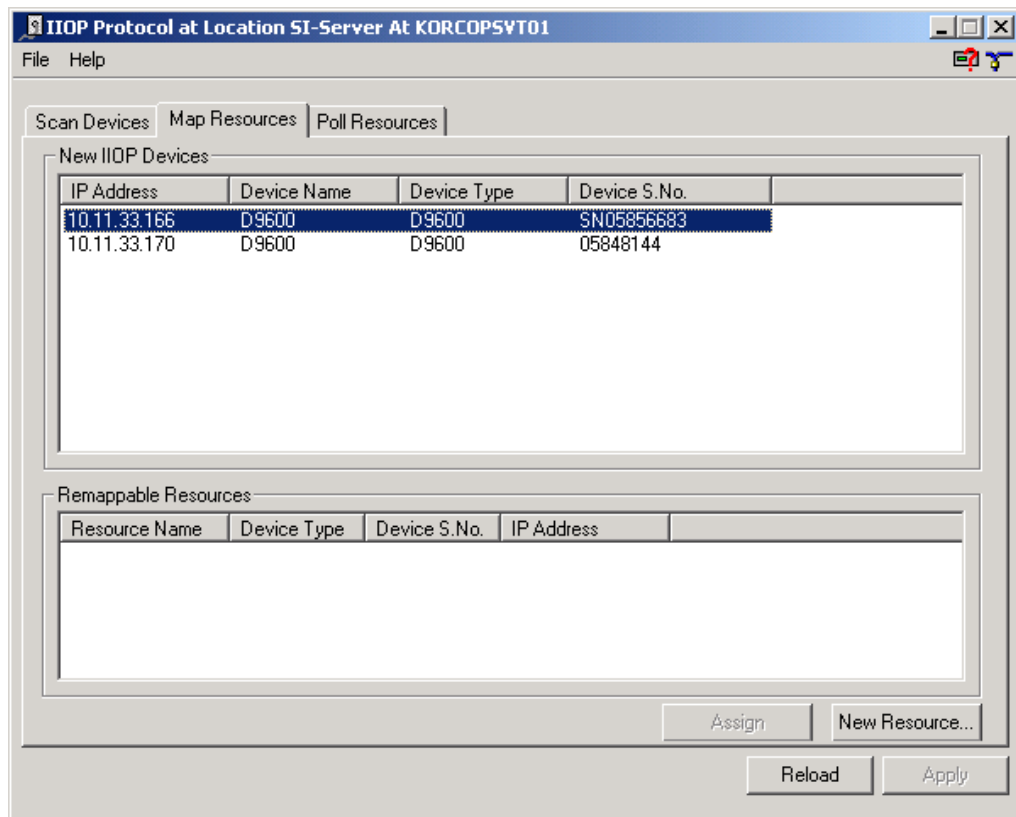 IIOP Protocol at Location SI-Server At KORCOPSVT01
File Help
Scan Devices Map Resources Poll Resources
New IIOP Devices
IP Address Device Name Device Type Device S.No.
10.11.33.166 D9600 D9600 SN05856683
10.11.33.170 D9600 D9600 05848144
Remappable Resources
Resource Name Device Type Device S.No. IP Address
Assign New Resource...
Reload Apply